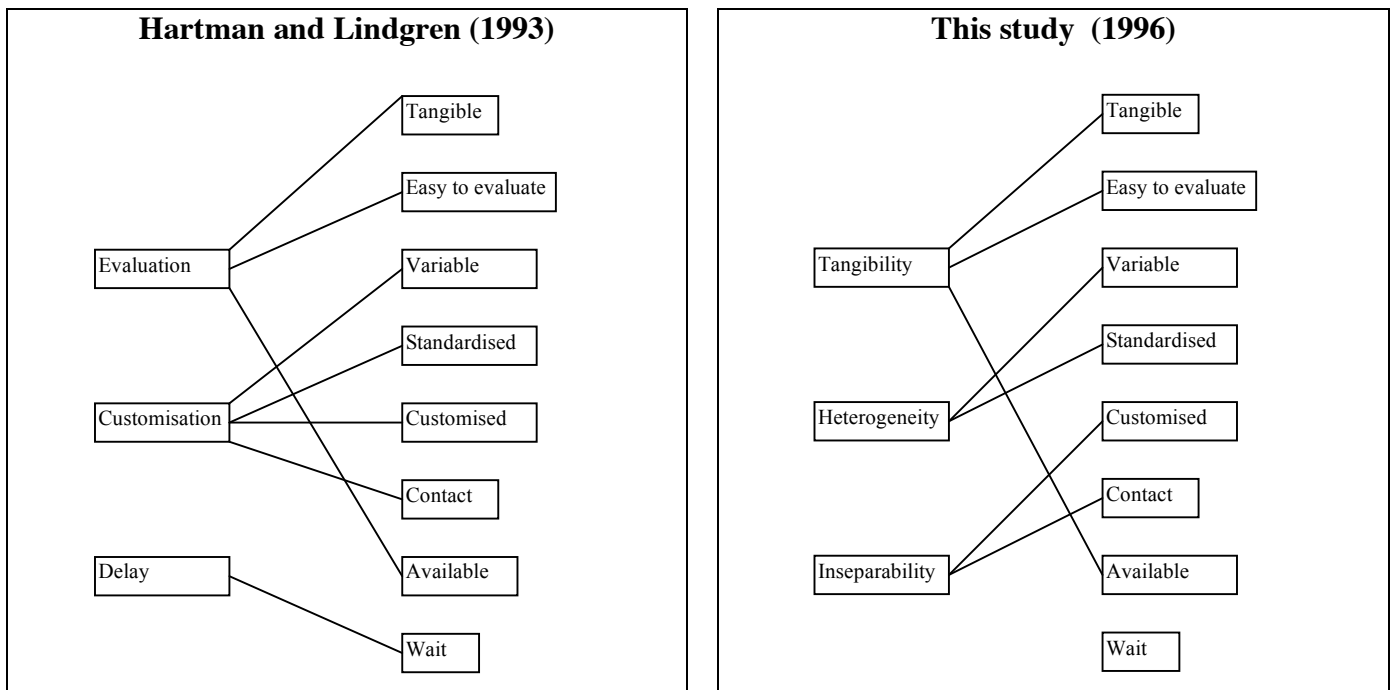 Hartman and Lindgren (1993)
Tangible
Easy to evaluate
Evaluation
Variable
Standardised
Customisation
Customised
Contact
Delay
Available
Wait
This study (1996)
Tangible
Easy to evaluate
Tangibility
Variable
Standardised
Heterogeneity
Customised
Contact
Inseparability
Available
Wait